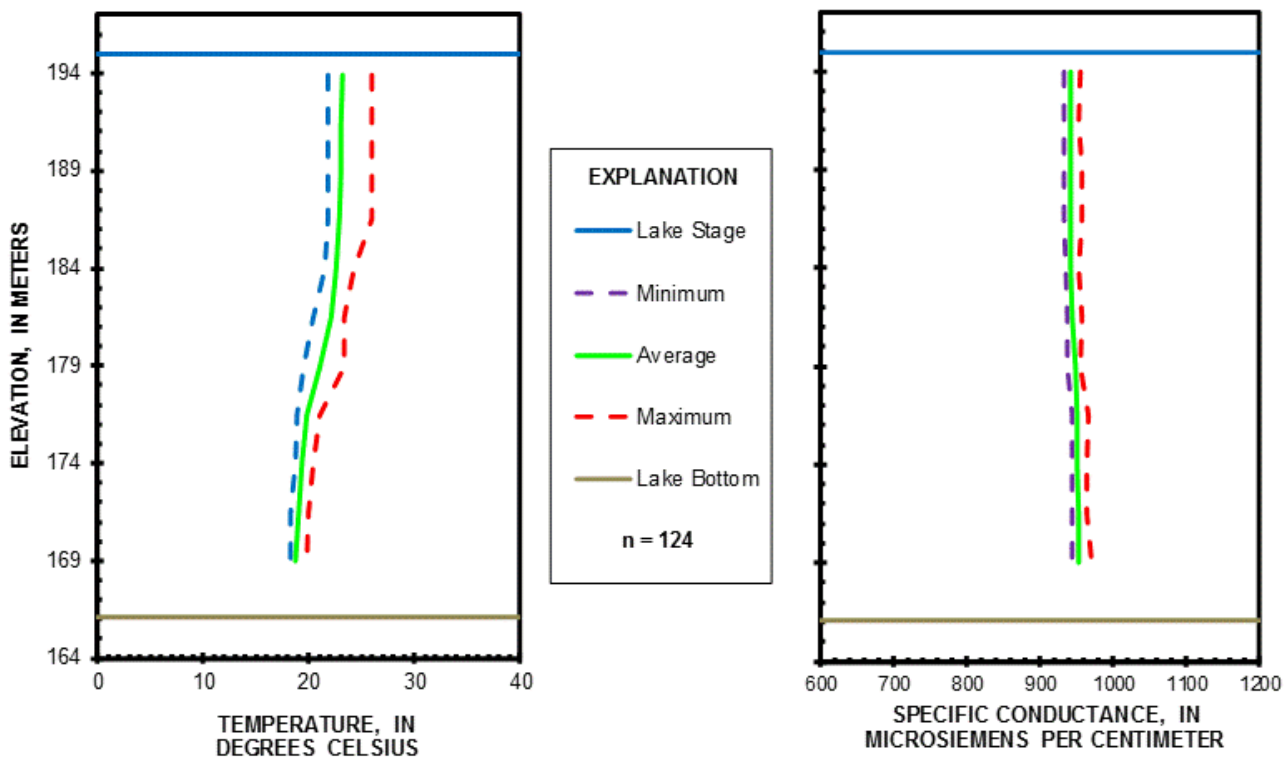 ELEVATION, IN METERS
194
189
184
179
174
169
164
0 10 20 30 40
TEMPERATURE, IN
DEGREES CELSIUS
EXPLANATION
Lake Stage
Minimum
Average
Maximum
Lake Bottom
n = 124
600 700 800 900 1000 1100 1200
SPECIFIC CONDUCTANCE, IN
MICROSIEMENS PER CENTIMETER